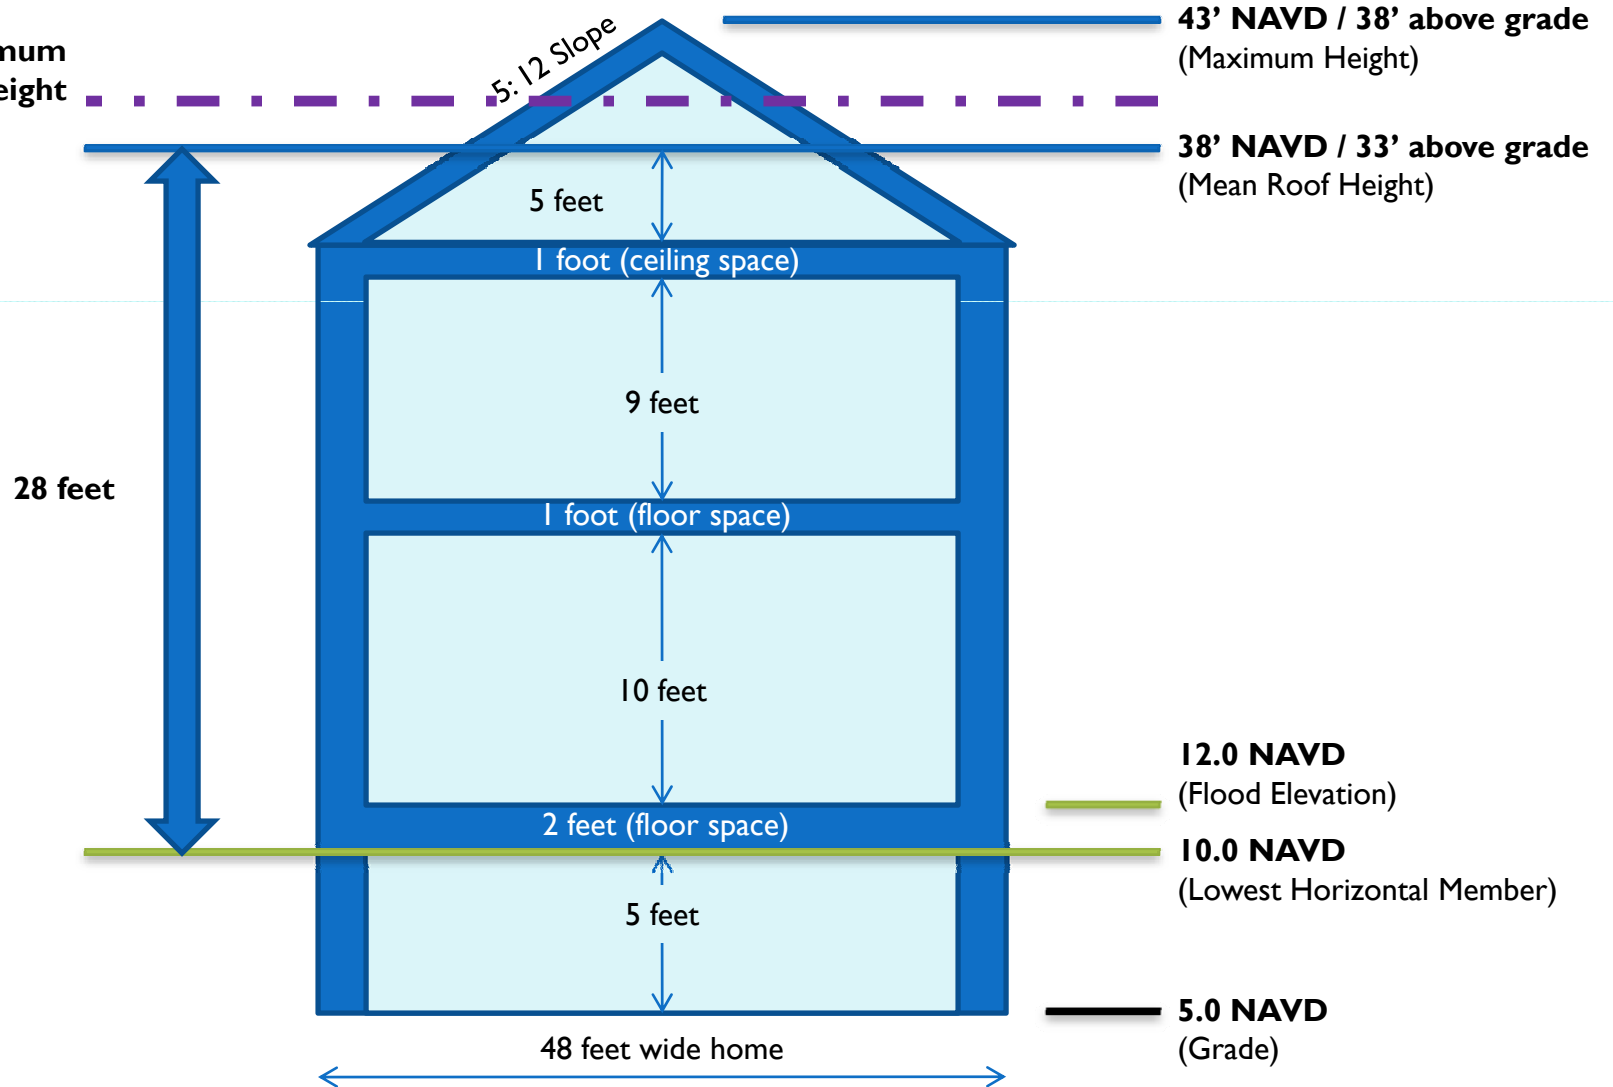 43’ NAVD / 38’ above grade
(Maximum Height)
5: 12 Slope
38’ NAVD / 33’ above grade
(Mean Roof Height)
5 feet
1 foot (ceiling space)
9 feet
28 feet
1 foot (floor space)
10 feet
12.0 NAVD
(Flood Elevation)
2 feet (floor space)
10.0 NAVD
(Lowest Horizontal Member)
5 feet
5.0 NAVD
(Grade)
48 feet wide home